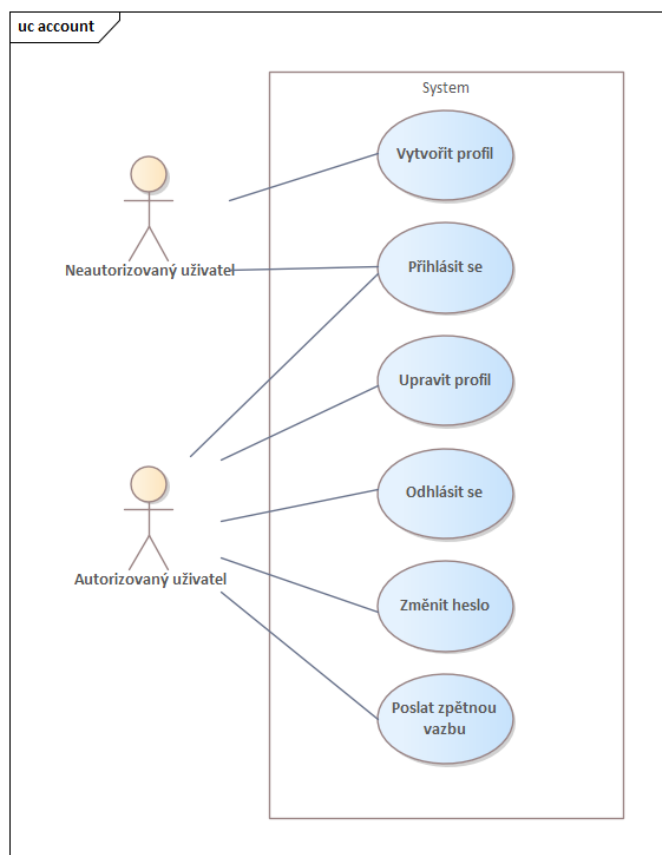 uc account
System
Vytvořit profil
Neautorizovaný uživatel
Přihlásit se
Upravit profil
Odhlásit se
Autorizovaný uživatel
Změnit heslo
Poslat zpětnou
vazbu